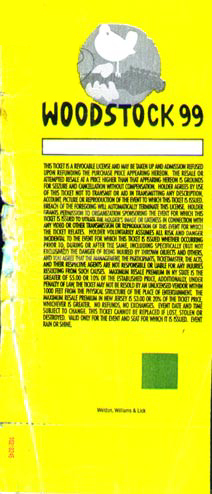 WOODSTOCK 99
THIS TICKET IS A REVOCABLE LICENSE AND MAY BE TAKEN UP AND ADMISSION REFUSED
UPON REFUNDING THE PURCHASE PRICE APPEARING HEREON. THE RESALE OR
ATTEMPTED RESALE AT A PRICE HIGHER THAN THAT APPEARING HEREON IS GROUNDS
FOR SEIZURE AND CANCELLATION WITHOUT COMPENSATION. HOLDER AGREES BY USE
OF THIS TICKET NOT TO TRANSMIT OR AID IN TRANSMITTING ANY DESCRIPTION,
ACCOUNT, PICTURE OR REPRODUCTION OF THE EVENT TO WHICH THIS TICKET IS ISSUED.
BREACH OF THE FOREGOING WILL AUTOMATICALLY TERMINATE THIS LICENSE. HOLDER
GRANTS PERMISSION TO ORGANIZATION SPONSORING THE EVENT FOR WHICH THIS
TICKET IS ISSUED TO UTILIZE THE HOLDER'S IMAGE OR LIKENESS IN CONNECTION WITH
ANY VIDEO OR OTHER TRANSMISSION OR REPRODUCTION OF THIS EVENT FOR WHICH
THE TICKET RELATES. HOLDER VOLUNTARILY ASSUMES ALL RISK AND DANGER
INCIDENTAL TO THE EVENT FOR WHICH THIS TICKET IS ISSUED WHETHER OCCURRING
PRIOR TO, DURING OR AFTER THE SAME, INCLUDING SPECIFICALLY (BUT NOT
EXCLUSIVELY) THE DANGER OF BEING INJURED BY THROWN OBJECTS AND OTHERS,
AND YOU AGREE THAT THE MANAGEMENT, THE PARTICIPANTS, TICKETMASTER, THE ACTS,
AND THEIR RESPECTIVE AGENTS ARE NOT RESPONSIBLE OR LIABLE FOR ANY INJURIES
RESULTING FROM SUCH CAUSES. MAXIMUM RESALE PREMIUM IN NY STATE IS THE
GREATER OF $5.00 OR 10% OF THE ESTABLISHED PRICE, ADDITIONALLY, UNDER
PENALTY OF LAW, THE TICKET MAY NOT BE RESOLD BY AN UNLICENSED VENDOR WITHIN
1000 FEET FROM THE PHYSICAL STRUCTURE OF THE PLACE OF ENTERTAINMENT. THE
MAXIMUM RESALE PREMIUM IN NEW JERSEY IS $3.00 OR 20% OF THE TICKET PRICE,
WHICHEVER IS GREATER. NO REFUNDS, NO EXCHANGES. EVENT DATE AND TIME
SUBJECT TO CHANGE. THIS TICKET CANNOT BE REPLACED IF LOST, STOLEN OR
DESTROYED. VALID ONLY FOR THE EVENT AND SEAT FOR WHICH IT IS ISSUED. EVENT
RAIN OR SHINE.
Weldon, Williams & Lick